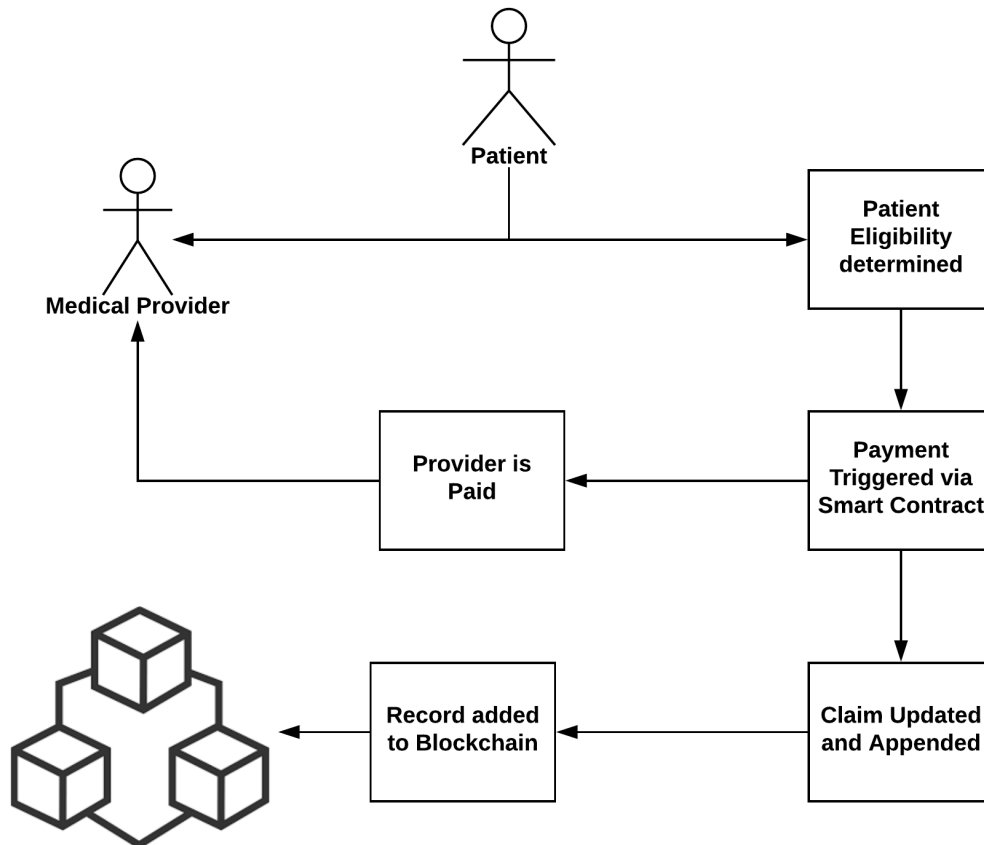 Patient
Medical Provider
Patient
Eligibility
determined
Provider is
Paid
Payment
Triggered via
Smart Contract
Record added
to Blockchain
Claim Updated
and Appended